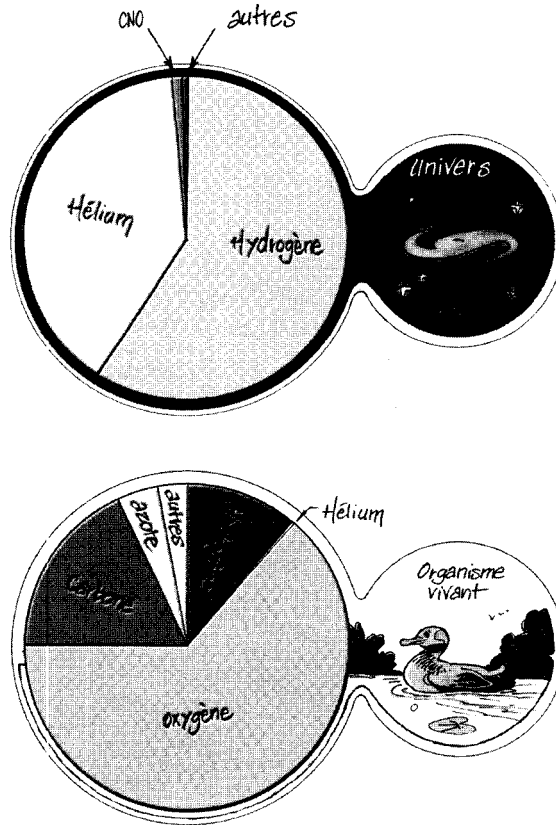 CNO
autres
Hélium
Hydrogène
Univers
azote
autres
Hélium
Carbone
oxygène
Organisme
vivant